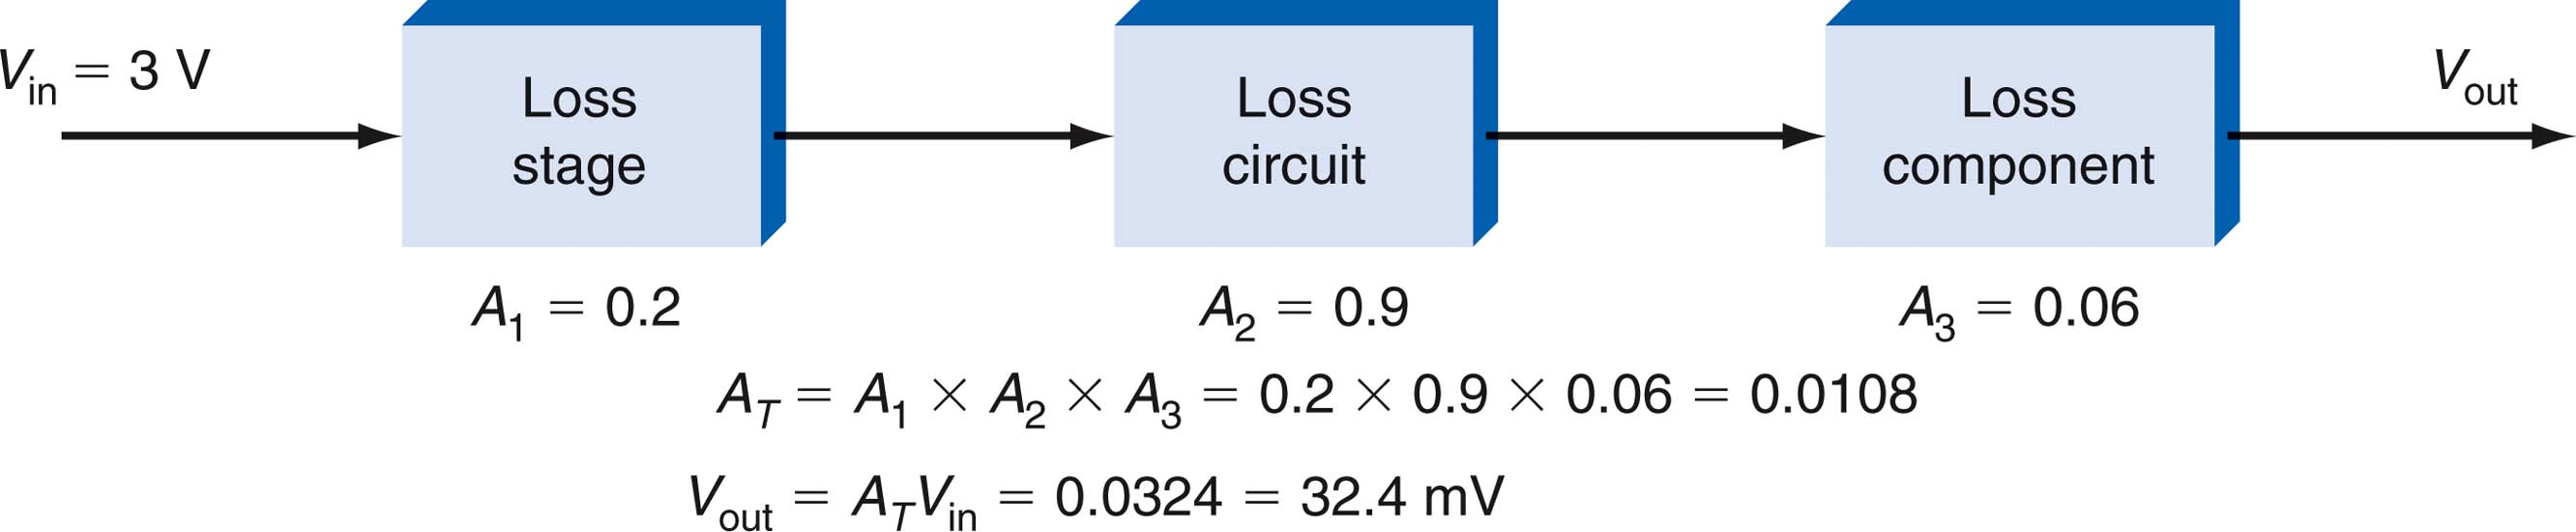 V_in = 3 V
Loss stage
Loss circuit
Loss component
V_out
A_1 = 0.2
A_2 = 0.9
A_3 = 0.06
A_T = A_1 × A_2 × A_3 = 0.2 × 0.9 × 0.06 = 0.0108
V_out = A_T V_in = 0.0324 = 32.4 mV